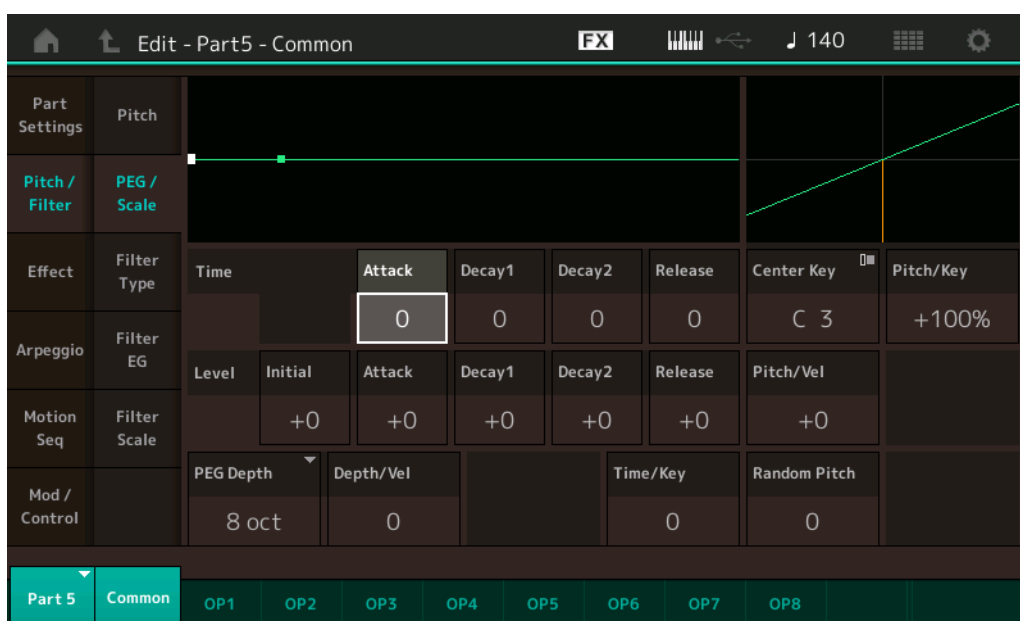 Edit - Part5 - Common
FX
♩ 140
Part
Settings
Pitch /
Filter
Effect
Arpeggio
Motion
Seq
Mod /
Control
Pitch
PEG /
Scale
Filter
Type
Filter
EG
Filter
Scale
Time
Attack
Decay1
Decay2
Release
Center Key
Pitch/Key
0
0
0
0
C 3
+100%
Level
Initial
Attack
Decay1
Decay2
Release
Pitch/Vel
+0
+0
+0
+0
+0
+0
PEG Depth
Depth/Vel
Time/Key
Random Pitch
8 oct
0
0
0
Part 5
Common
OP1
OP2
OP3
OP4
OP5
OP6
OP7
OP8